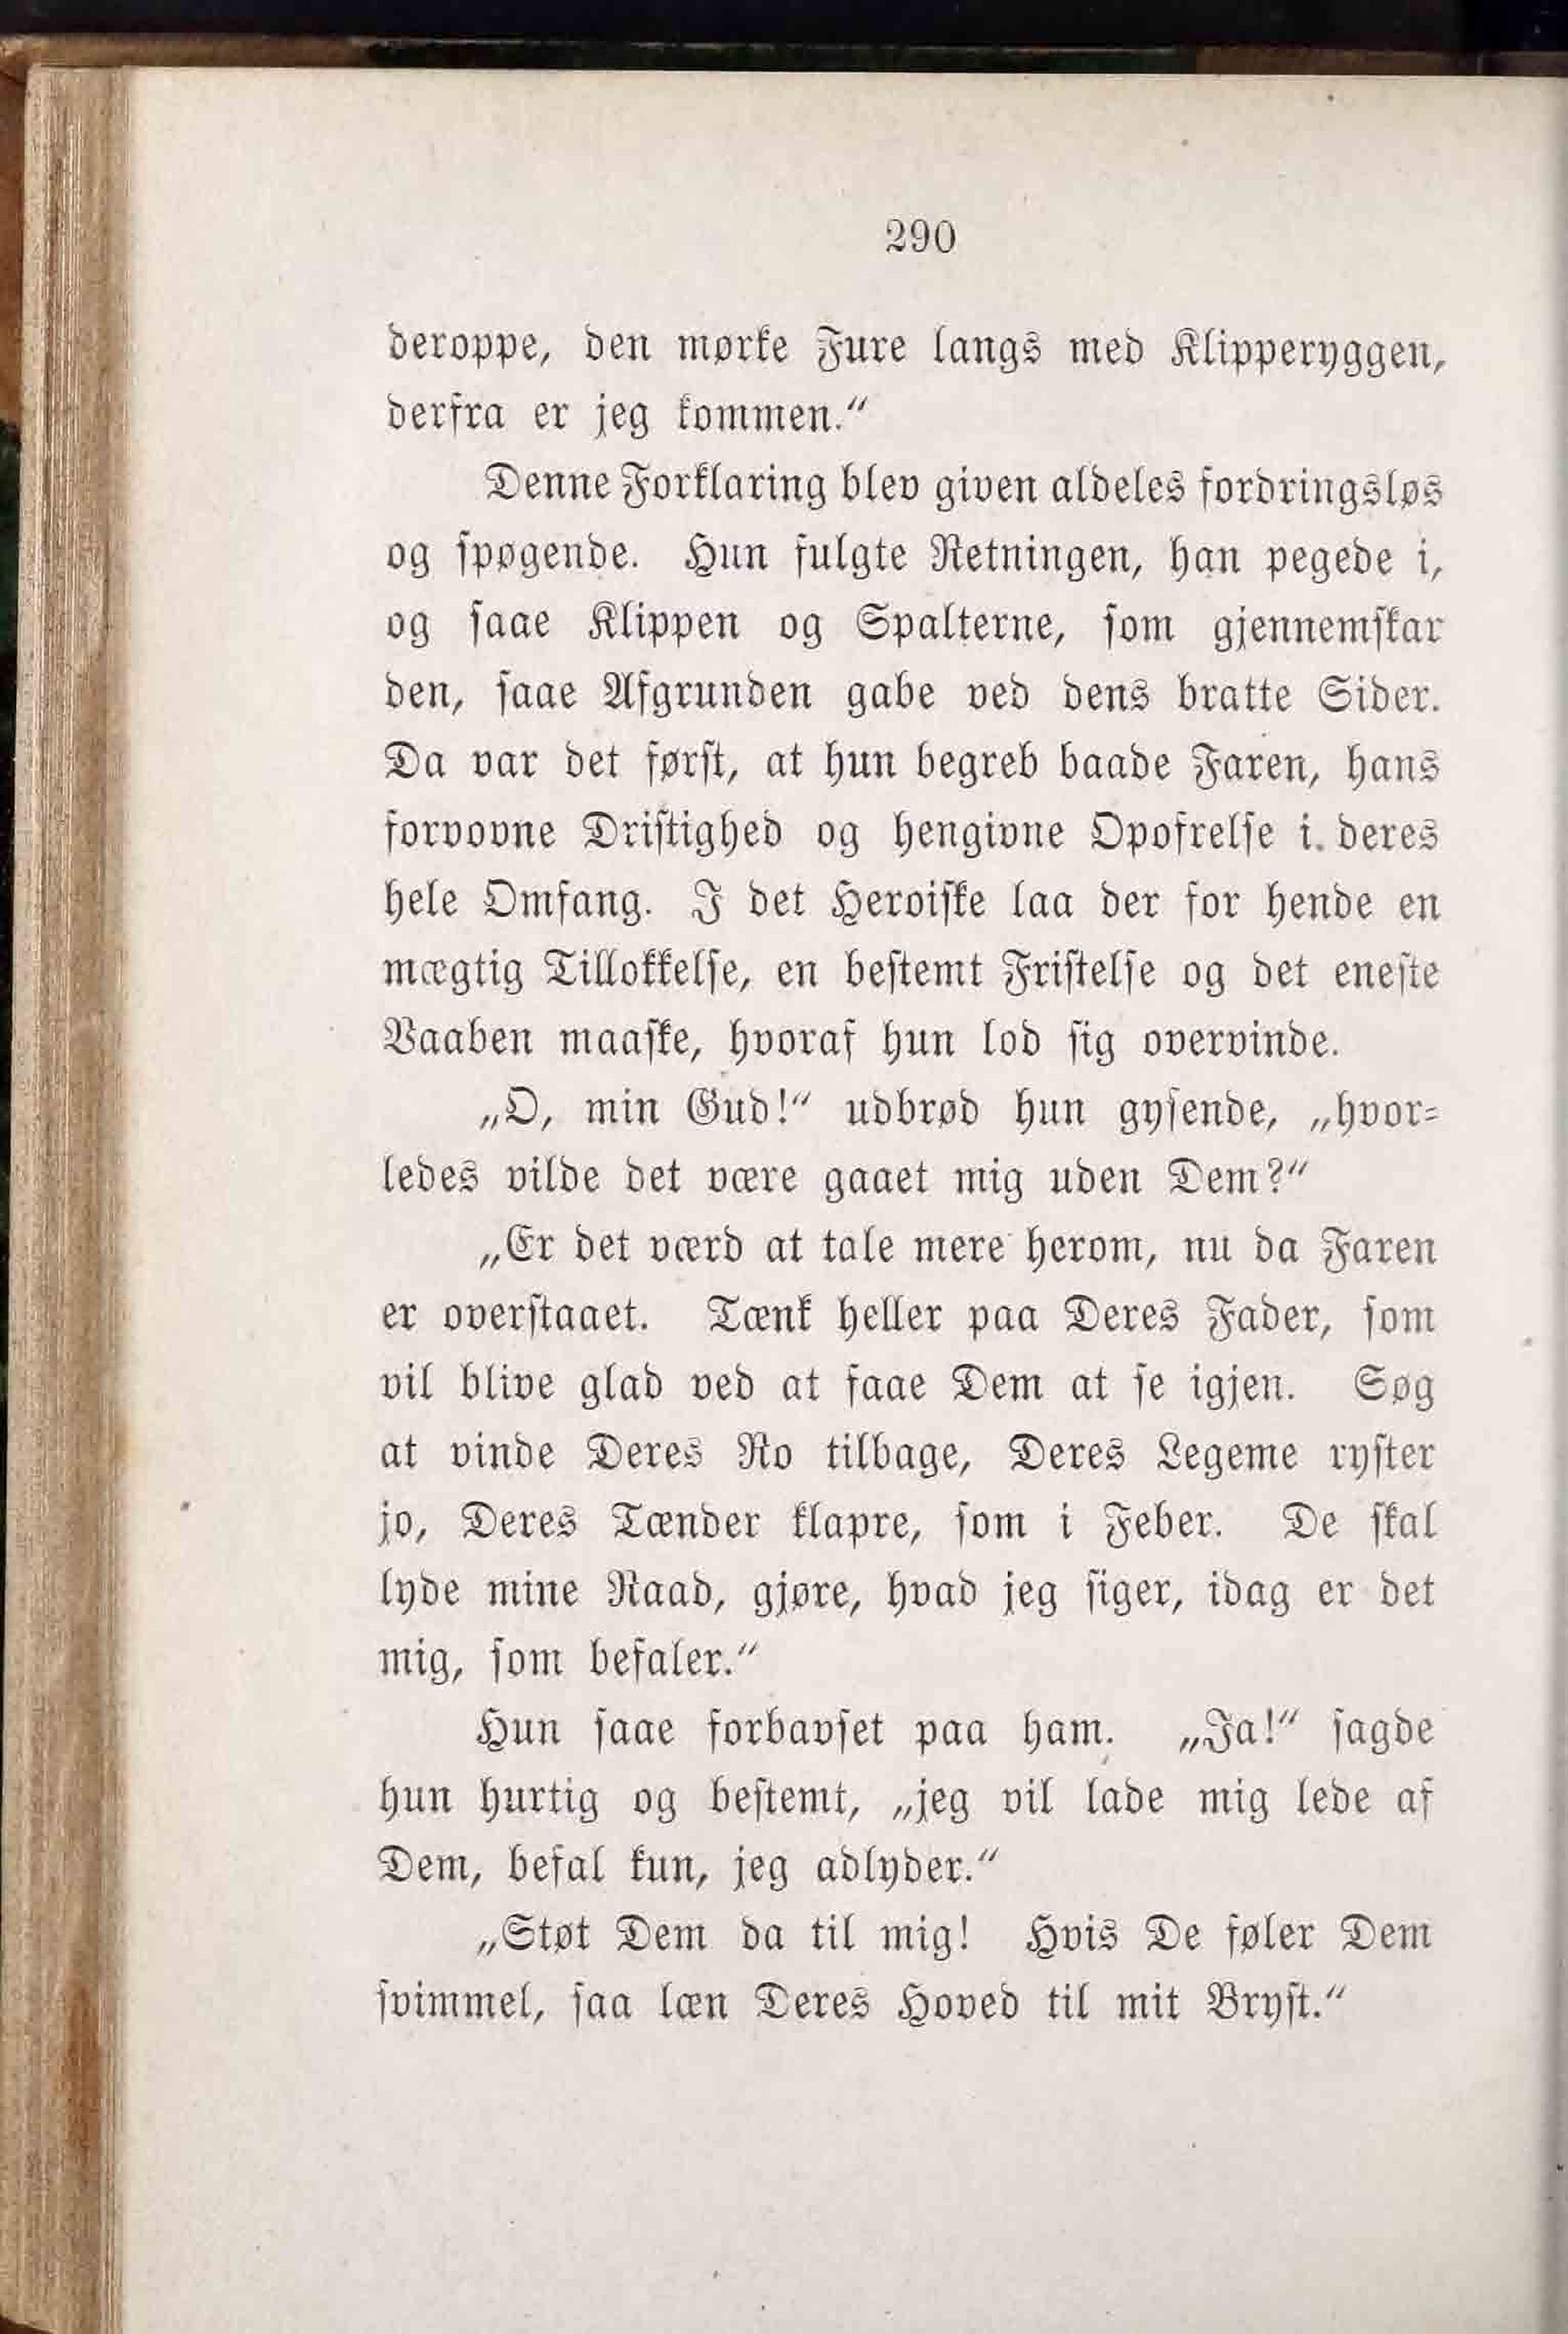 290
deroppe, den mørke Fure langs med Klipperyggen,
derfra er jeg kommen.“
Denne Forklaring blev given aldeles fordringsløs
og spøgende. Hun fulgte Retningen, han pegede i,
og saae Klippen og Spalterne, som gjennemskar
den, saae Afgrunden gabe ved dens bratte Sider.
Da var det først, at hun begreb baade Faren, hans
forvovne Dristighed og hengivne Opofrelse i. deres
hele Omfang. I det Heroiske laa der for hende en
mægtig Tillokkelse, en bestemt Fristelse og det eneste
Vaaben maaske, hvoraf hun lod sig overvinde.
„O, min Gud!“ udbrød hun gysende, „hvor-
ledes vilde det være gaaet mig uden Dem?“
„Er det værd at tale mere herom, nu da Faren
er overstaaet. Tænk heller paa Deres Fader, som
vil blive glad ved at faae Dem at se igjen. Søg
at vinde Deres Ro tilbage, Deres Legeme ryster
jo, Deres Tænder klapre, som i Feber. De skal
lyde mine Raad, gjøre, hvad jeg siger, idag er det
mig, som befaler.“
Hun saae forbavset paa ham. „Ja!“ sagde
hun hurtig og bestemt, „jeg vil lade mig lede af
Dem, befal kun, jeg adlyder.“
„Støt Dem da til mig! Hvis De føler Dem
svimmel, saa læn Deres Hoved til mit Bryst.“